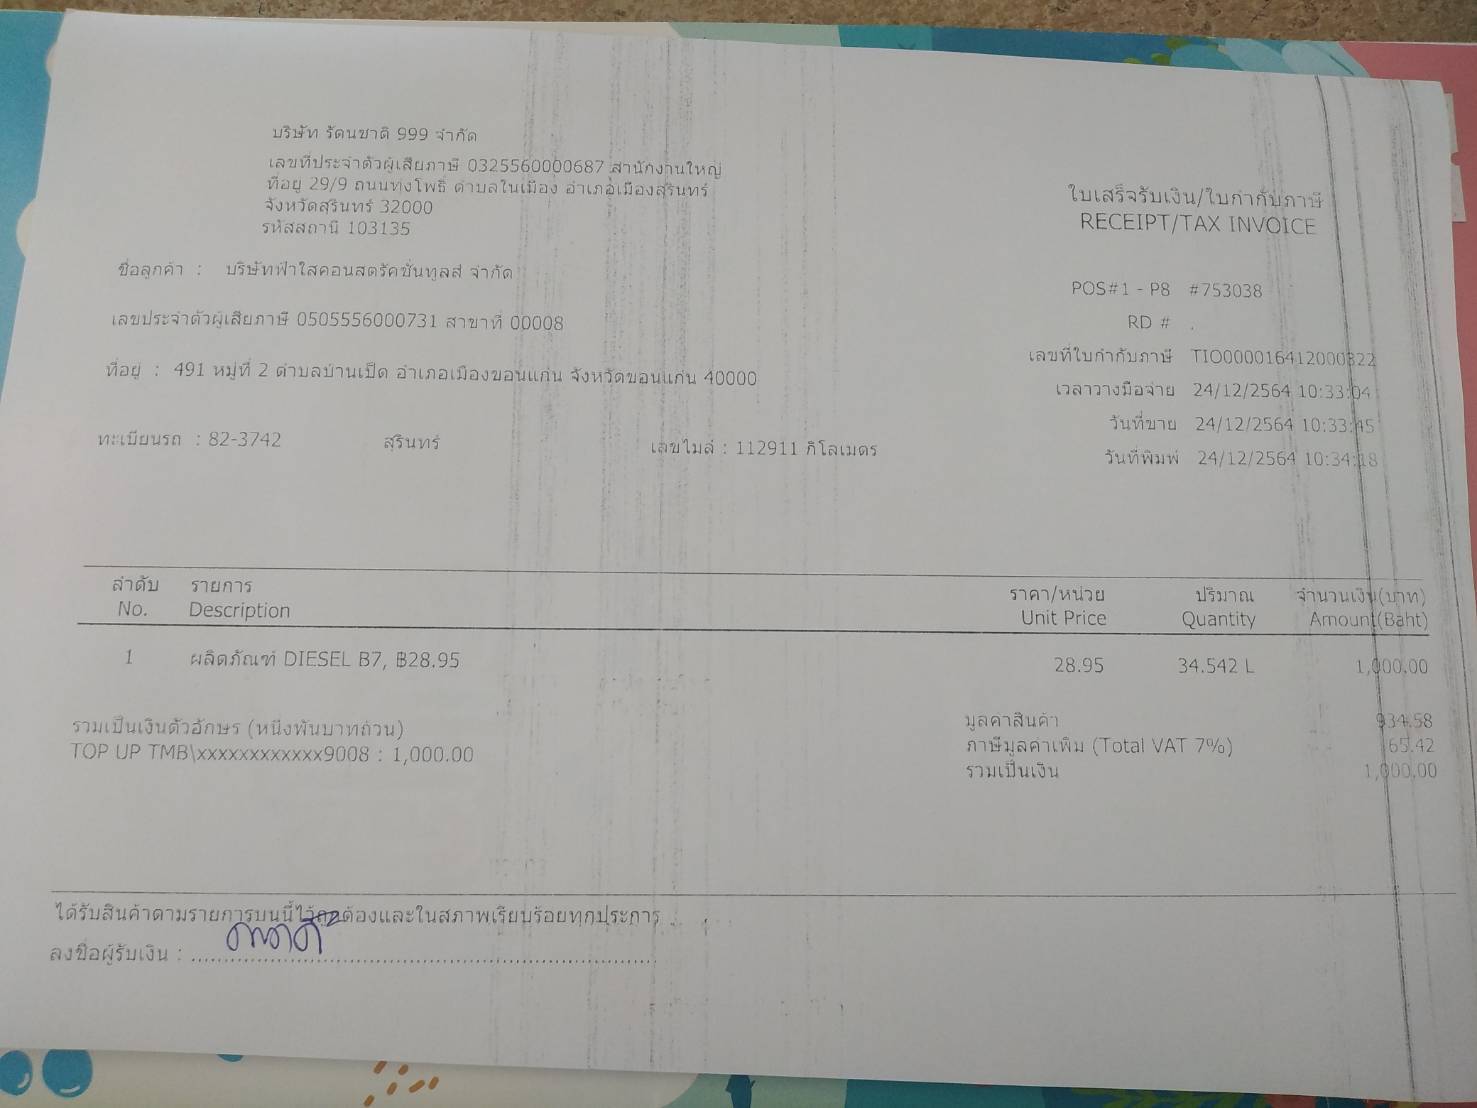 บริษัท รัตนชาติ 999 จำกัด
เลขที่ประจำตัวผู้เสียภาษี 0325560000687 สำนักงานใหญ่
ที่อยู่ 29/9 ถนนทุ่งโพธิ์ ตำบลในเมือง อำเภอเมืองสุรินทร์
จังหวัดสุรินทร์ 32000
รหัสสถานี 103135
ใบเสร็จรับเงิน/ใบกำกับภาษี
RECEIPT/TAX INVOICE
ชื่อลูกค้า : บริษัทฟ้าใสคอนสตรัคชั่นทูลส์ จำกัด
POS#1 - P8 #753038
เลขประจำตัวผู้เสียภาษี 0505556000731 สาขาที่ 00008
RD # .
ที่อยู่ : 491 หมู่ที่ 2 ตำบลบ้านเป็ด อำเภอเมืองขอนแก่น จังหวัดขอนแก่น 40000
เลขที่ใบกำกับภาษี TIO000016412000322
เวลาวางมือจ่าย 24/12/2564 10:33:04
วันที่ขาย 24/12/2564 10:33:45
ทะเบียนรถ : 82-3742 สุรินทร์ เลขไมล์ : 112911 กิโลเมตร
วันที่พิมพ์ 24/12/2564 10:34:18
ลำดับ รายการ ราคา/หน่วย ปริมาณ จำนวนเงิน(บาท)
No. Description Unit Price Quantity Amount(Baht)
1 ผลิตภัณฑ์ DIESEL B7, ฿28.95 28.95 34.542 L 1,000.00
รวมเป็นเงินตัวอักษร (หนึ่งพันบาทถ้วน) มูลค่าสินค้า 934.58
TOP UP TMB\xxxxxxxxxxxx9008 : 1,000.00 ภาษีมูลค่าเพิ่ม (Total VAT 7%) 65.42
รวมเป็นเงิน 1,000.00
ได้รับสินค้าตามรายการบนนี้ไว้ถูกต้องและในสภาพเรียบร้อยทุกประการ
ลงชื่อผู้รับเงิน :